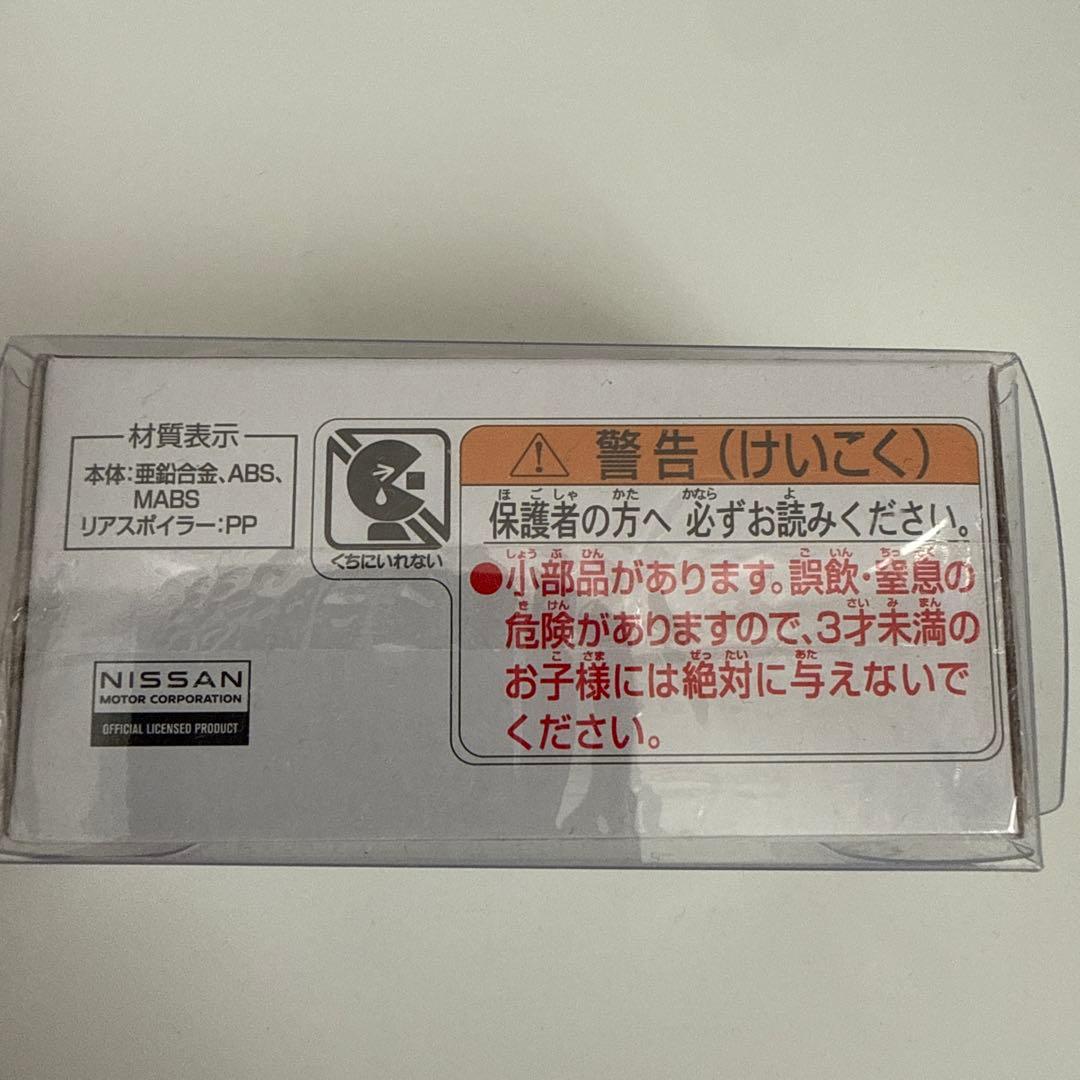 材質表示
本体:亜鉛合金、ABS、
MABS
リアスポイラー:PP
くちにいれない
NISSAN
MOTOR CORPORATION
OFFICIAL LICENSED PRODUCT
警告(けいこく)
ほごしゃ かた かなら よ
保護者の方へ 必ずお読みください。
しょうぶひん ごいん ちっそく
●小部品があります。誤飲・窒息の
きけん さいみまん
危険がありますので、3才未満の
こさま ぜったい あた
お子様には絶対に与えないで
ください。